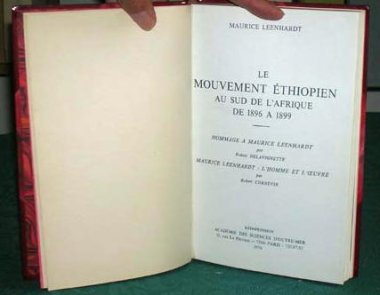 MAURICE LEENHARDT
LE
MOUVEMENT ÉTHIOPIEN
AU SUD DE L'AFRIQUE
DE 1896 A 1899
HOMMAGE A MAURICE LEENHARDT
par
Robert DELAVIGNETTE
MAURICE LEENHARDT - L'HOMME ET L'ŒUVRE
par
Robert CORNEVIN
ACADÉMIE DES SCIENCES D'OUTRE-MER
1976